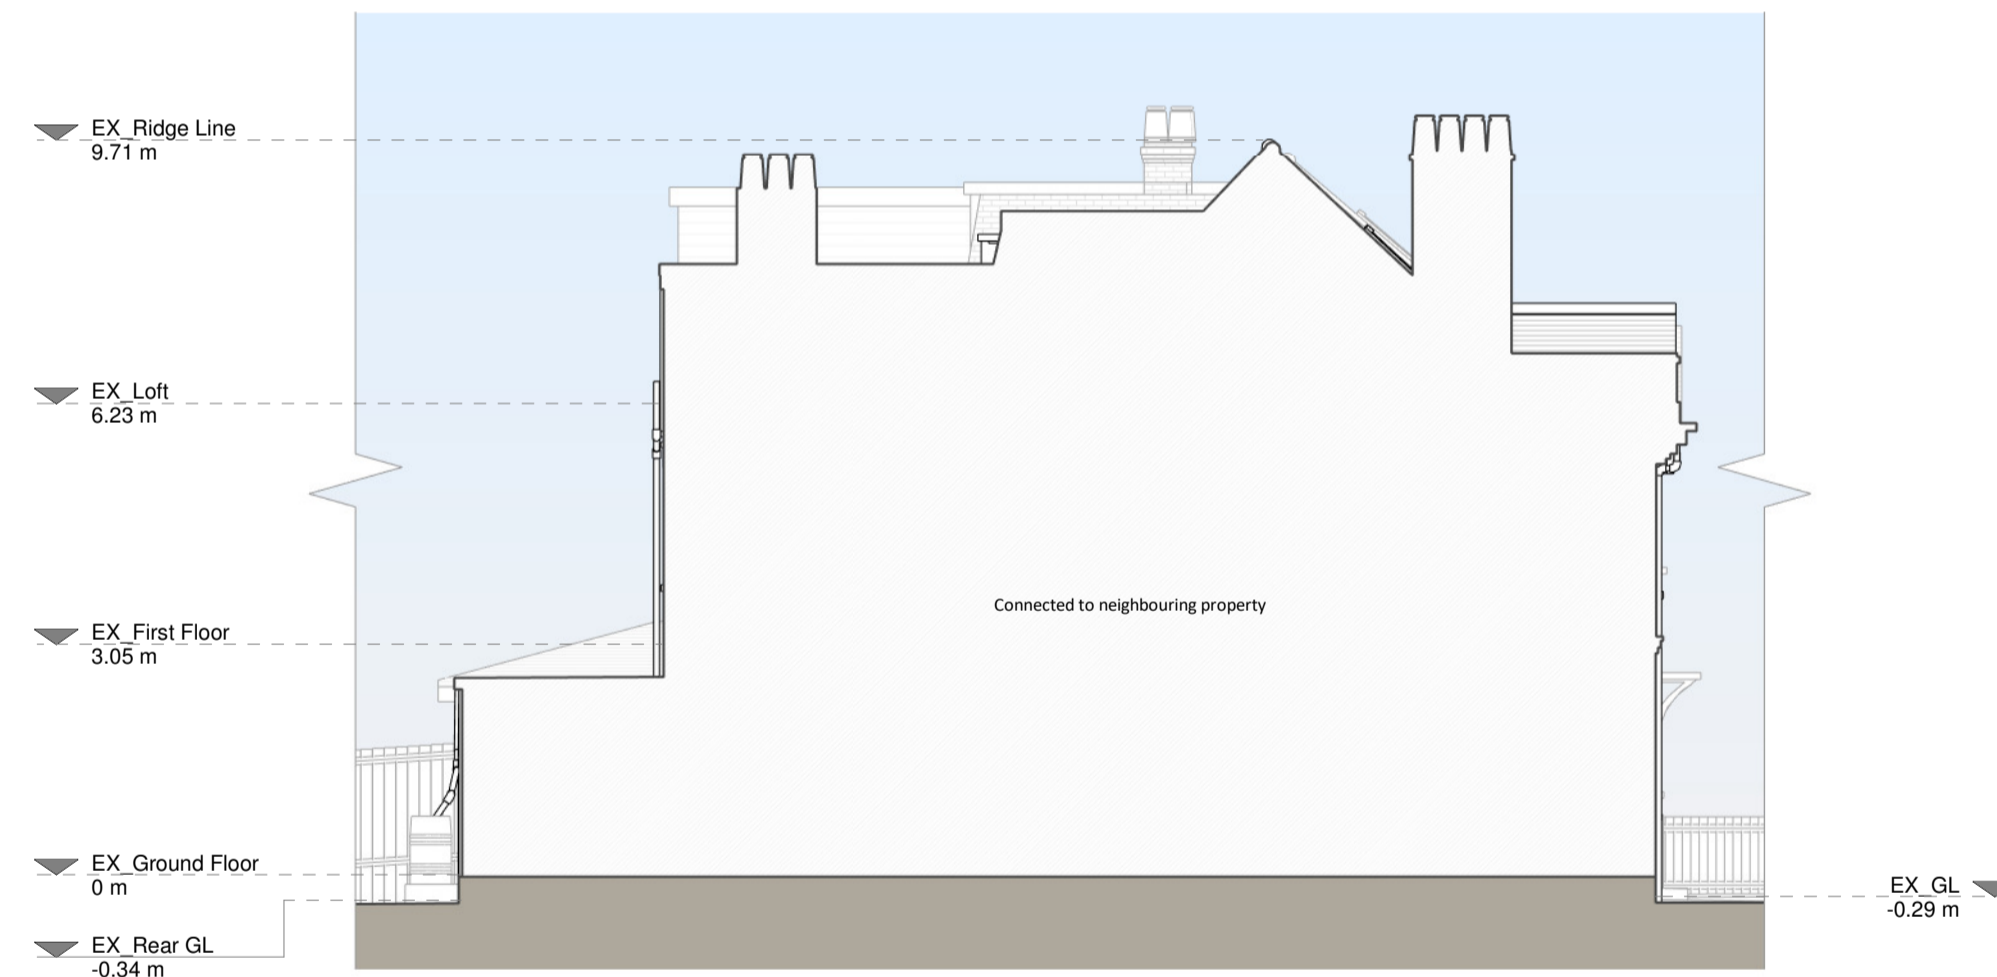 EX_Ridge Line
9.71 m
EX_Loft
6.23 m
EX_First Floor
3.05 m
Connected to neighbouring property
EX_Ground Floor
0 m
EX_GL
-0.29 m
EX_Rear GL
-0.34 m